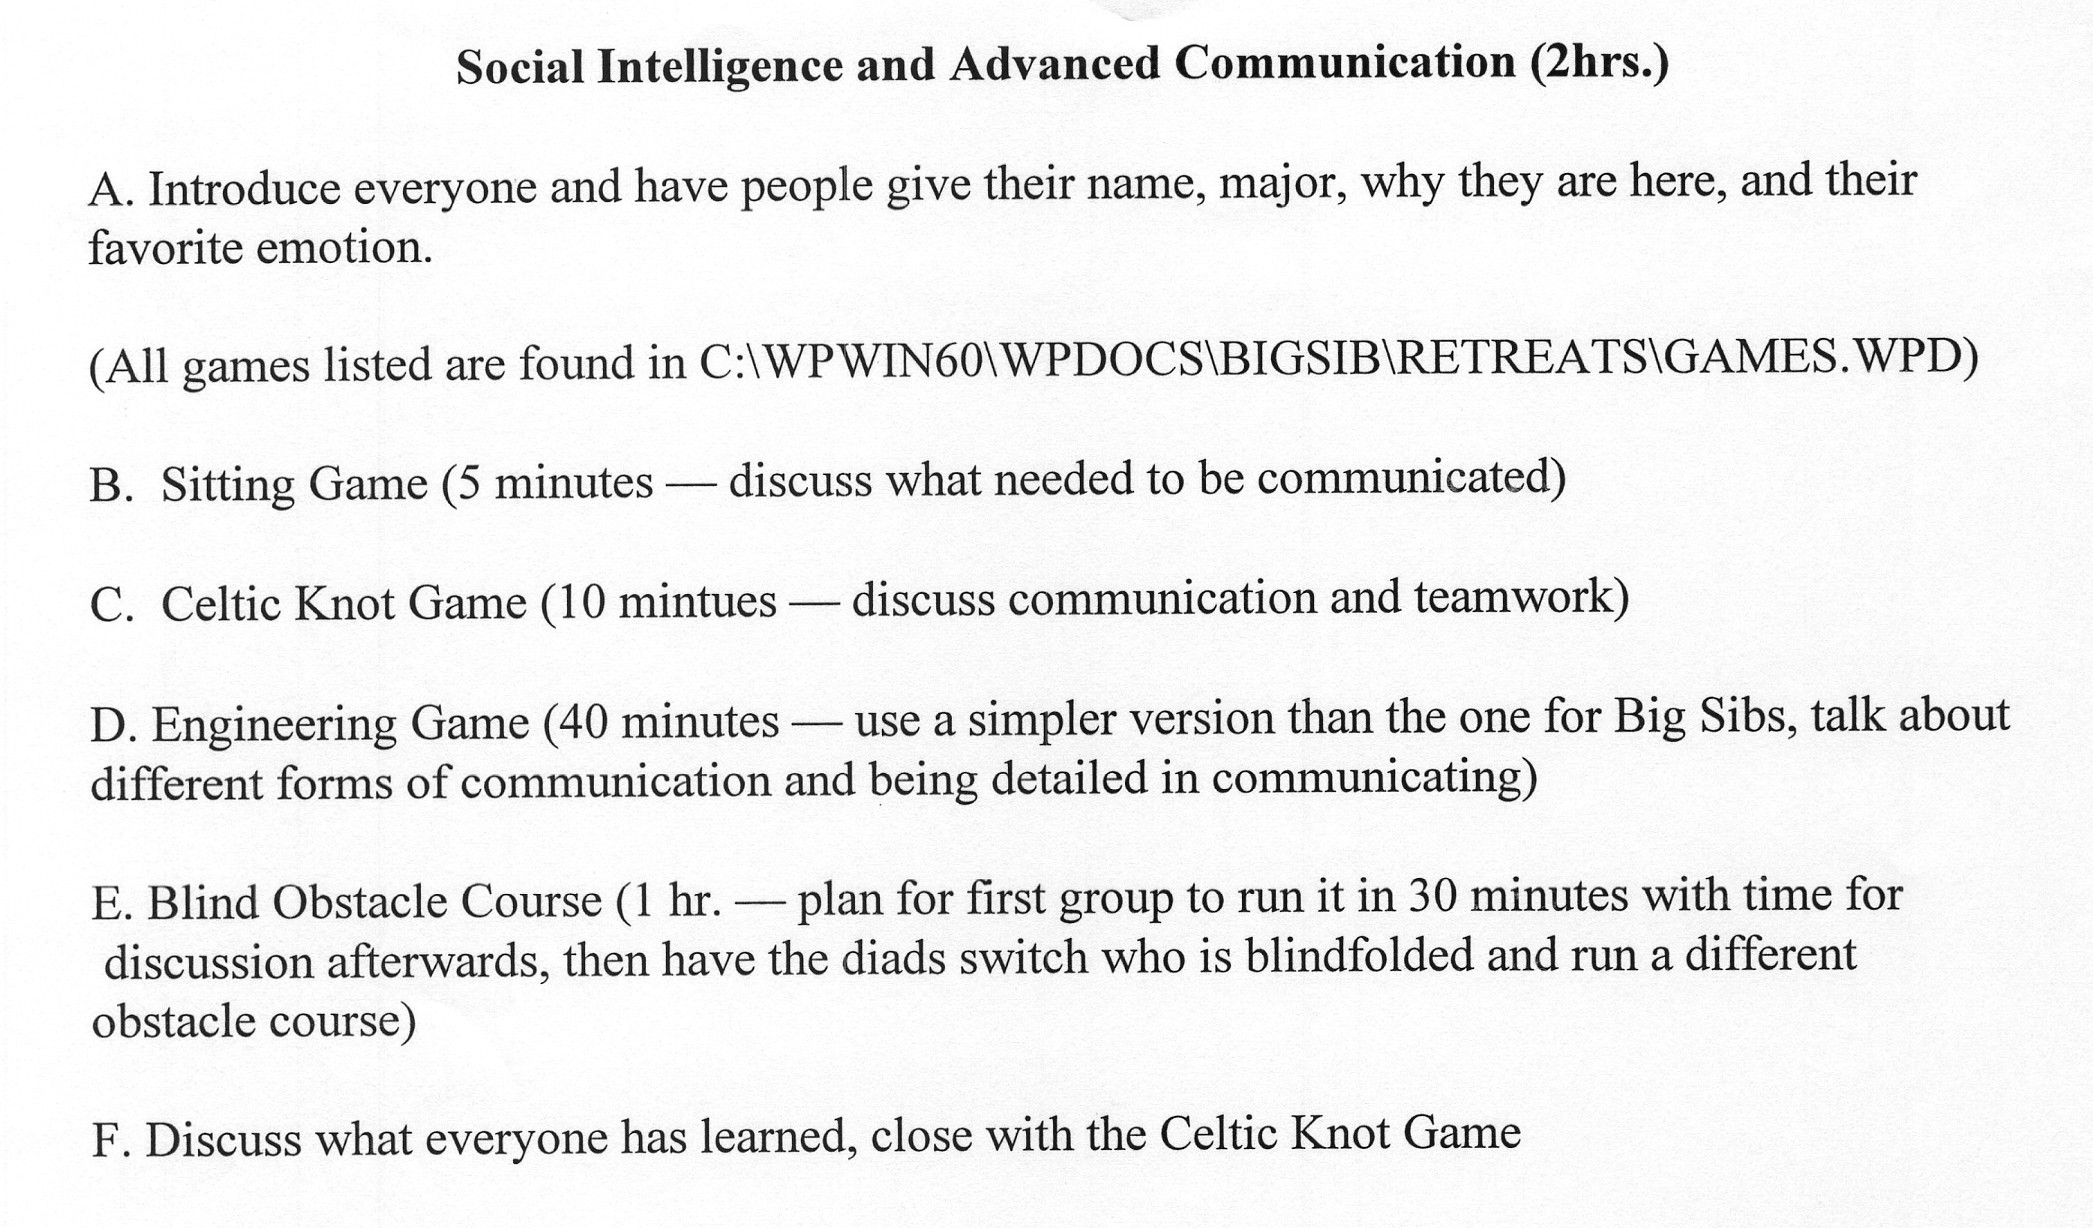 Social Intelligence and Advanced Communication (2hrs.)
A. Introduce everyone and have people give their name, major, why they are here, and their
favorite emotion.
(All games listed are found in C:\WPWIN60\WPDOCS\BIGSIB\RETREATS\GAMES.WPD)
B.  Sitting Game (5 minutes — discuss what needed to be communicated)
C.  Celtic Knot Game (10 mintues — discuss communication and teamwork)
D. Engineering Game (40 minutes — use a simpler version than the one for Big Sibs, talk about
different forms of communication and being detailed in communicating)
E. Blind Obstacle Course (1 hr. — plan for first group to run it in 30 minutes with time for
discussion afterwards, then have the diads switch who is blindfolded and run a different
obstacle course)
F. Discuss what everyone has learned, close with the Celtic Knot Game